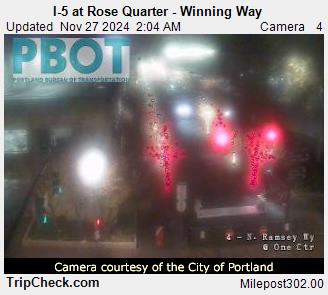 I-5 at Rose Quarter - Winning Way
Updated Nov 27 2024 2:04 AM Camera 4
PBOT
PORTLAND BUREAU OF TRANSPORTATION
4 - N. Ramsey Wy
@ One Ctr
Camera courtesy of the City of Portland
TripCheck.com Milepost302.00